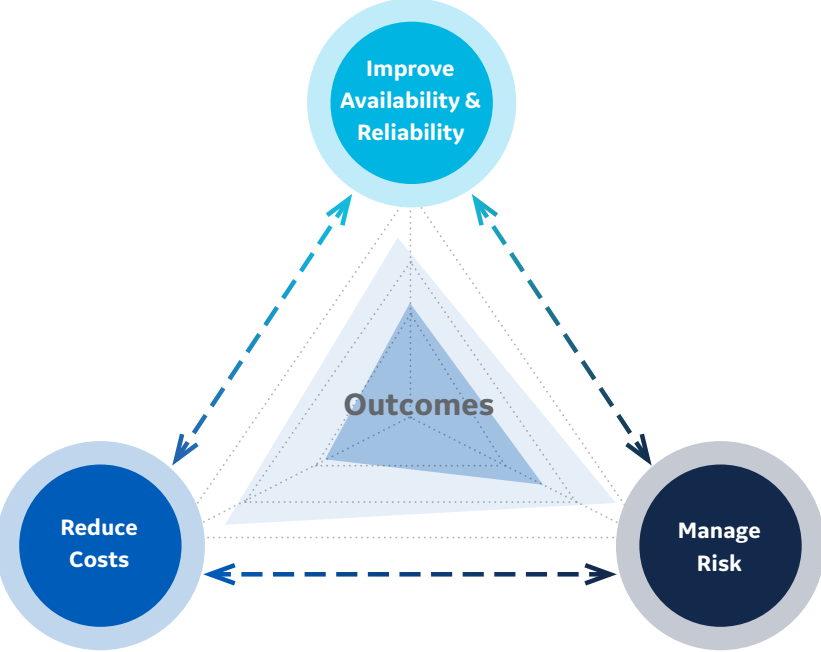 Improve
Availability &
Reliability
Outcomes
Reduce
Costs
Manage
Risk